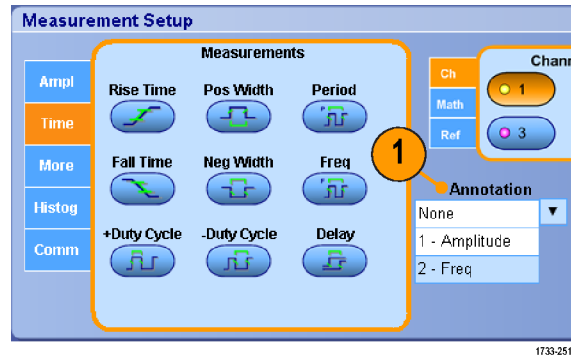 Measurement Setup
Measurements
Ampl
Time
More
Histog
Comm
Rise Time
Pos Width
Period
Fall Time
Neg Width
Freq
+Duty Cycle
-Duty Cycle
Delay
Ch
Math
Ref
Chann
1
3
1
Annotation
None
1 - Amplitude
2 - Freq
1733-251